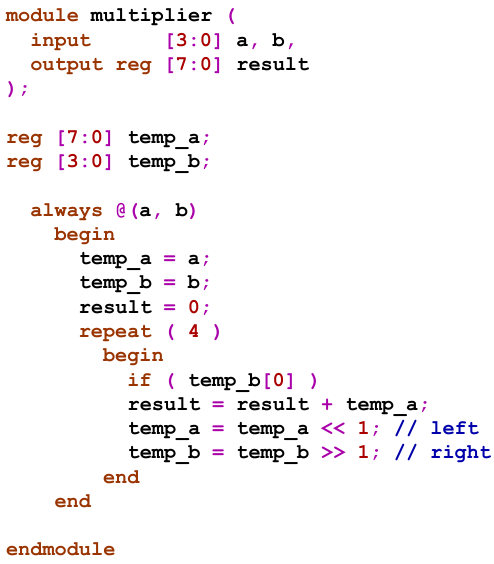 module multiplier (
  input      [3:0] a, b,
  output reg [7:0] result
);

reg [7:0] temp_a;
reg [3:0] temp_b;

  always @(a, b)
    begin
      temp_a = a;
      temp_b = b;
      result = 0;
      repeat ( 4 )
        begin
          if ( temp_b[0] )
          result = result + temp_a;
          temp_a = temp_a << 1; // left
          temp_b = temp_b >> 1; // right
        end
    end

endmodule